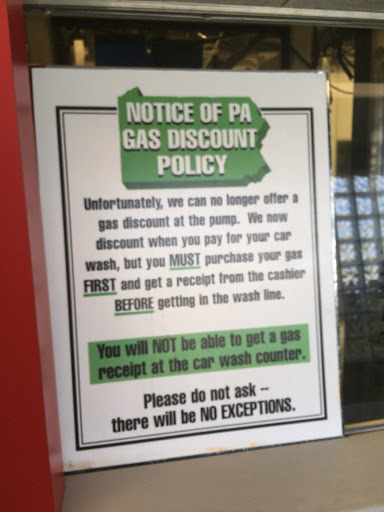 NOTICE OF PA
GAS DISCOUNT
POLICY
Unfortunately, we can no longer offer a
gas discount at the pump. We now
discount when you pay for your car
wash, but you MUST purchase your gas
FIRST and get a receipt from the cashier
BEFORE getting in the wash line.
You will NOT be able to get a gas
receipt at the car wash counter.
Please do not ask --
there will be NO EXCEPTIONS.